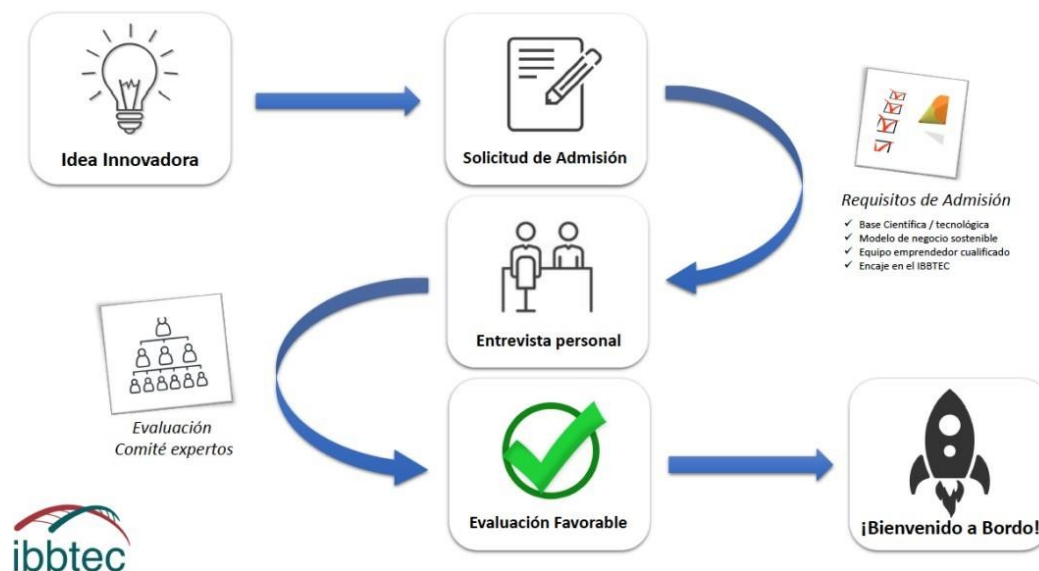 Idea Innovadora
Solicitud de Admisión
Requisitos de Admisión
Base Científica / tecnológica
Modelo de negocio sostenible
Equipo emprendedor cualificado
Encaje en el IBBTEC
Entrevista personal
Evaluación
Comité expertos
Evaluación Favorable
¡Bienvenido a Bordo!
ibbtec